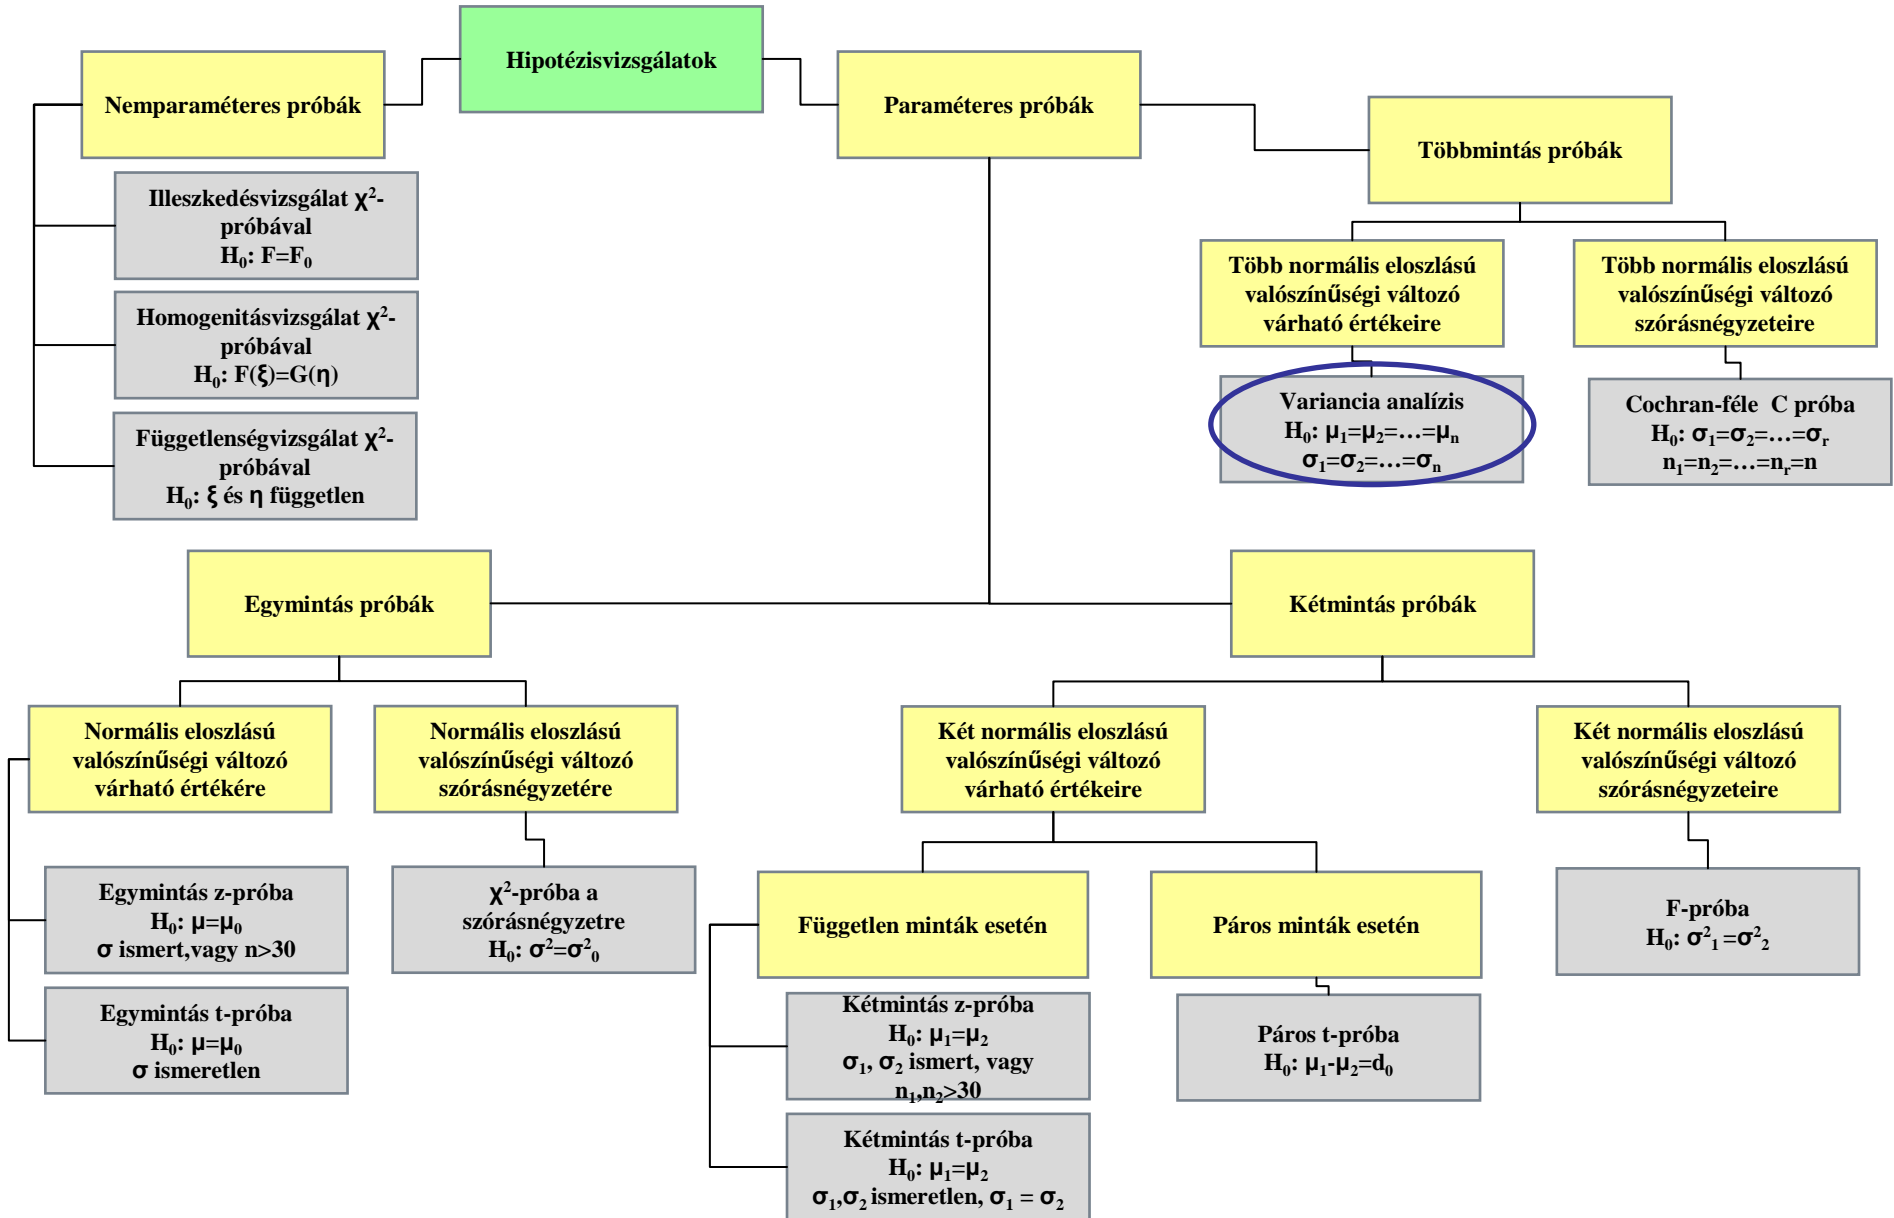 Hipotézisvizsgálatok
Nemparaméteres próbák
Paraméteres próbák
Többmintás próbák
Illeszkedésvizsgálat χ²-
próbával
H₀: F=F₀
Homogenitásvizsgálat χ²-
próbával
H₀: F(ξ)=G(η)
Függetlenségvizsgálat χ²-
próbával
H₀: ξ és η független
Több normális eloszlású
valószínűségi változó
várható értékeire
Több normális eloszlású
valószínűségi változó
szórásnégyzeteire
Variancia analízis
H₀: μ₁=μ₂=…=μₙ
σ₁=σ₂=…=σₙ
Cochran-féle C próba
H₀: σ₁=σ₂=…=σᵣ
n₁=n₂=…=nᵣ=n
Egymintás próbák
Kétmintás próbák
Normális eloszlású
valószínűségi változó
várható értékére
Normális eloszlású
valószínűségi változó
szórásnégyzetére
Két normális eloszlású
valószínűségi változó
várható értékeire
Két normális eloszlású
valószínűségi változó
szórásnégyzeteire
Egymintás z-próba
H₀: μ=μ₀
σ ismert,vagy n>30
Egymintás t-próba
H₀: μ=μ₀
σ ismeretlen
χ²-próba a
szórásnégyzetre
H₀: σ²=σ²₀
Független minták esetén
Páros minták esetén
Kétmintás z-próba
H₀: μ₁=μ₂
σ₁, σ₂ ismert, vagy
n₁,n₂>30
Kétmintás t-próba
H₀: μ₁=μ₂
σ₁,σ₂ ismeretlen, σ₁ = σ₂
Páros t-próba
H₀: μ₁-μ₂=d₀
F-próba
H₀: σ²₁ =σ²₂